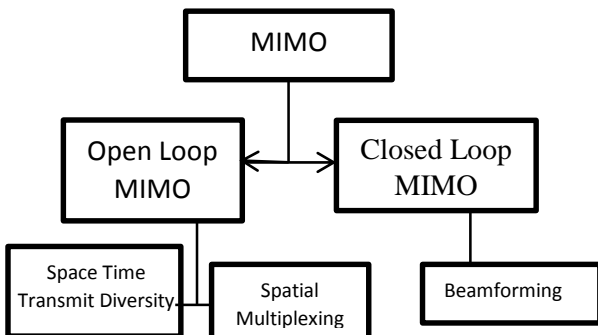 MIMO
Open Loop
MIMO
Closed Loop
MIMO
Space Time
Transmit Diversity
Spatial
Multiplexing
Beamforming